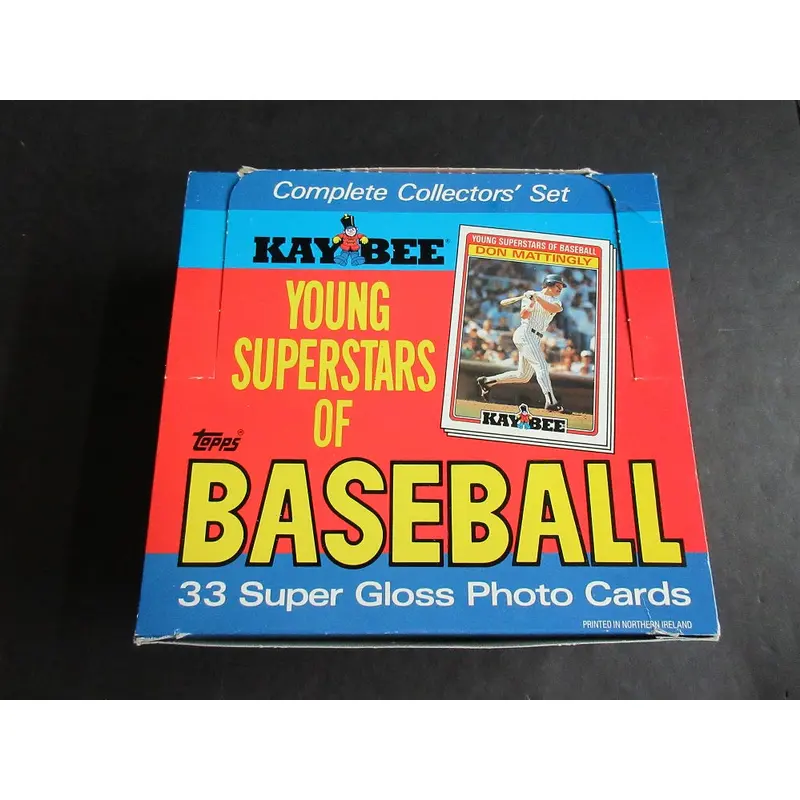 Complete Collectors' Set
KAY BEE®
YOUNG SUPERSTARS OF BASEBALL
DON MATTINGLY
KAY BEE
YOUNG
SUPERSTARS
OF
topps®
BASEBALL
33 Super Gloss Photo Cards
PRINTED IN NORTHERN IRELAND